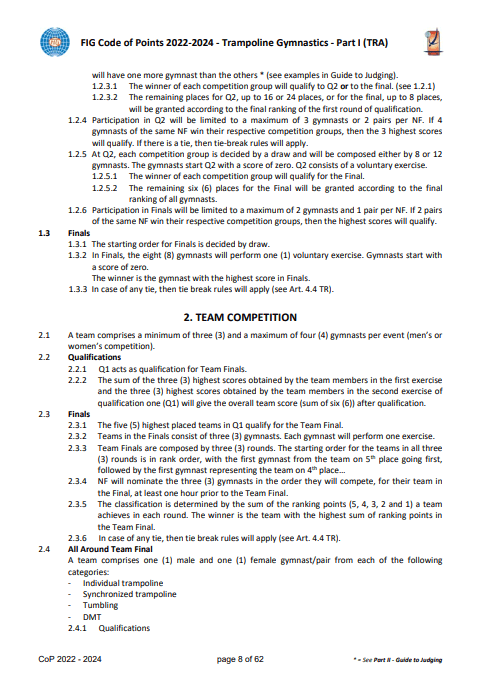 FIG Code of Points 2022-2024 - Trampoline Gymnastics - Part I (TRA)
will have one more gymnast than the others * (see examples in Guide to Judging).
1.2.3.1 The winner of each competition group will qualify to Q2 or to the final. (see 1.2.1)
1.2.3.2 The remaining places for Q2, up to 16 or 24 places, or for the final, up to 8 places,
will be granted according to the final ranking of the first round of qualification.
1.2.4 Participation in Q2 will be limited to a maximum of 3 gymnasts or 2 pairs per NF. If 4
gymnasts of the same NF win their respective competition groups, then the 3 highest scores
will qualify. If there is a tie, then tie-break rules will apply.
1.2.5 At Q2, each competition group is decided by a draw and will be composed either by 8 or 12
gymnasts. The gymnasts start Q2 with a score of zero. Q2 consists of a voluntary exercise.
1.2.5.1 The winner of each competition group will qualify for the Final.
1.2.5.2 The remaining six (6) places for the Final will be granted according to the final
ranking of all gymnasts.
1.2.6 Participation in Finals will be limited to a maximum of 2 gymnasts and 1 pair per NF. If 2 pairs
of the same NF win their respective competition groups, then the highest scores will qualify.
1.3 Finals
1.3.1 The starting order for Finals is decided by draw.
1.3.2 In Finals, the eight (8) gymnasts will perform one (1) voluntary exercise. Gymnasts start with
a score of zero.
The winner is the gymnast with the highest score in Finals.
1.3.3 In case of any tie, then tie break rules will apply (see Art. 4.4 TR).
2. TEAM COMPETITION
2.1 A team comprises a minimum of three (3) and a maximum of four (4) gymnasts per event (men's or
women's competition).
2.2 Qualifications
2.2.1 Q1 acts as qualification for Team Finals.
2.2.2 The sum of the three (3) highest scores obtained by the team members in the first exercise
and the three (3) highest scores obtained by the team members in the second exercise of
qualification one (Q1) will give the overall team score (sum of six (6)) after qualification.
2.3 Finals
2.3.1 The five (5) highest placed teams in Q1 qualify for the Team Final.
2.3.2 Teams in the Finals consist of three (3) gymnasts. Each gymnast will perform one exercise.
2.3.3 Team Finals are composed by three (3) rounds. The starting order for the teams in all three
(3) rounds is in rank order, with the first gymnast from the team on 5th place going first,
followed by the first gymnast representing the team on 4th place...
2.3.4 NF will nominate the three (3) gymnasts in the order they will compete, for their team in
the Final, at least one hour prior to the Team Final.
2.3.5 The classification is determined by the sum of the ranking points (5, 4, 3, 2 and 1) a team
achieves in each round. The winner is the team with the highest sum of ranking points in
the Team Final.
2.3.6 In case of any tie, then tie break rules will apply (see Art. 4.4 TR).
2.4 All Around Team Final
A team comprises one (1) male and one (1) female gymnast/pair from each of the following
categories:
- Individual trampoline
- Synchronized trampoline
- Tumbling
- DMT
2.4.1 Qualifications
CoP 2022 - 2024 page 8 of 62 * = See Part II - Guide to Judging